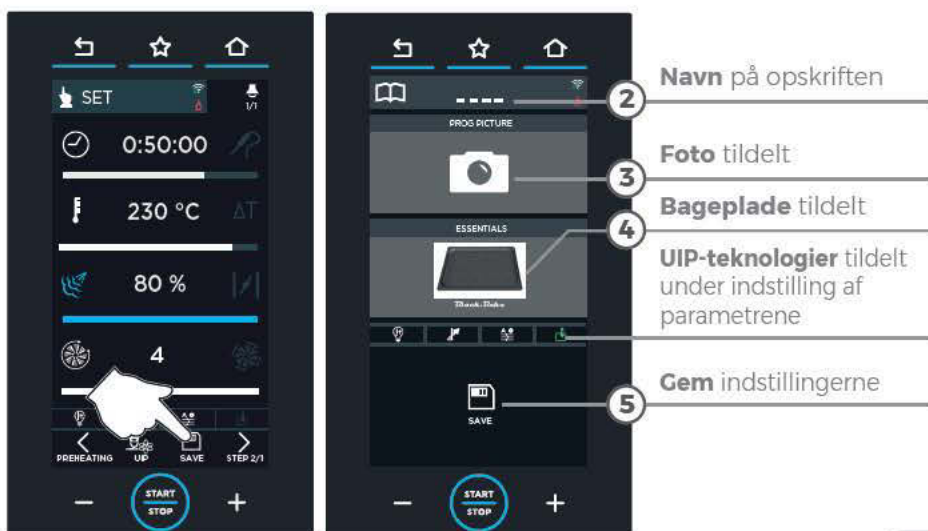 SET
1/1
0:50:00
230 °C
ΔT
80 %
4
PREHEATING
UIP
SAVE
STEP 2/1
START
STOP
PROG PICTURE
ESSENTIALS
Black.Bake
SAVE
START
STOP
2
Navn på opskriften
3
Foto tildelt
4
Bageplade tildelt
UIP-teknologier tildelt
under indstilling af
parametrene
5
Gem indstillingerne